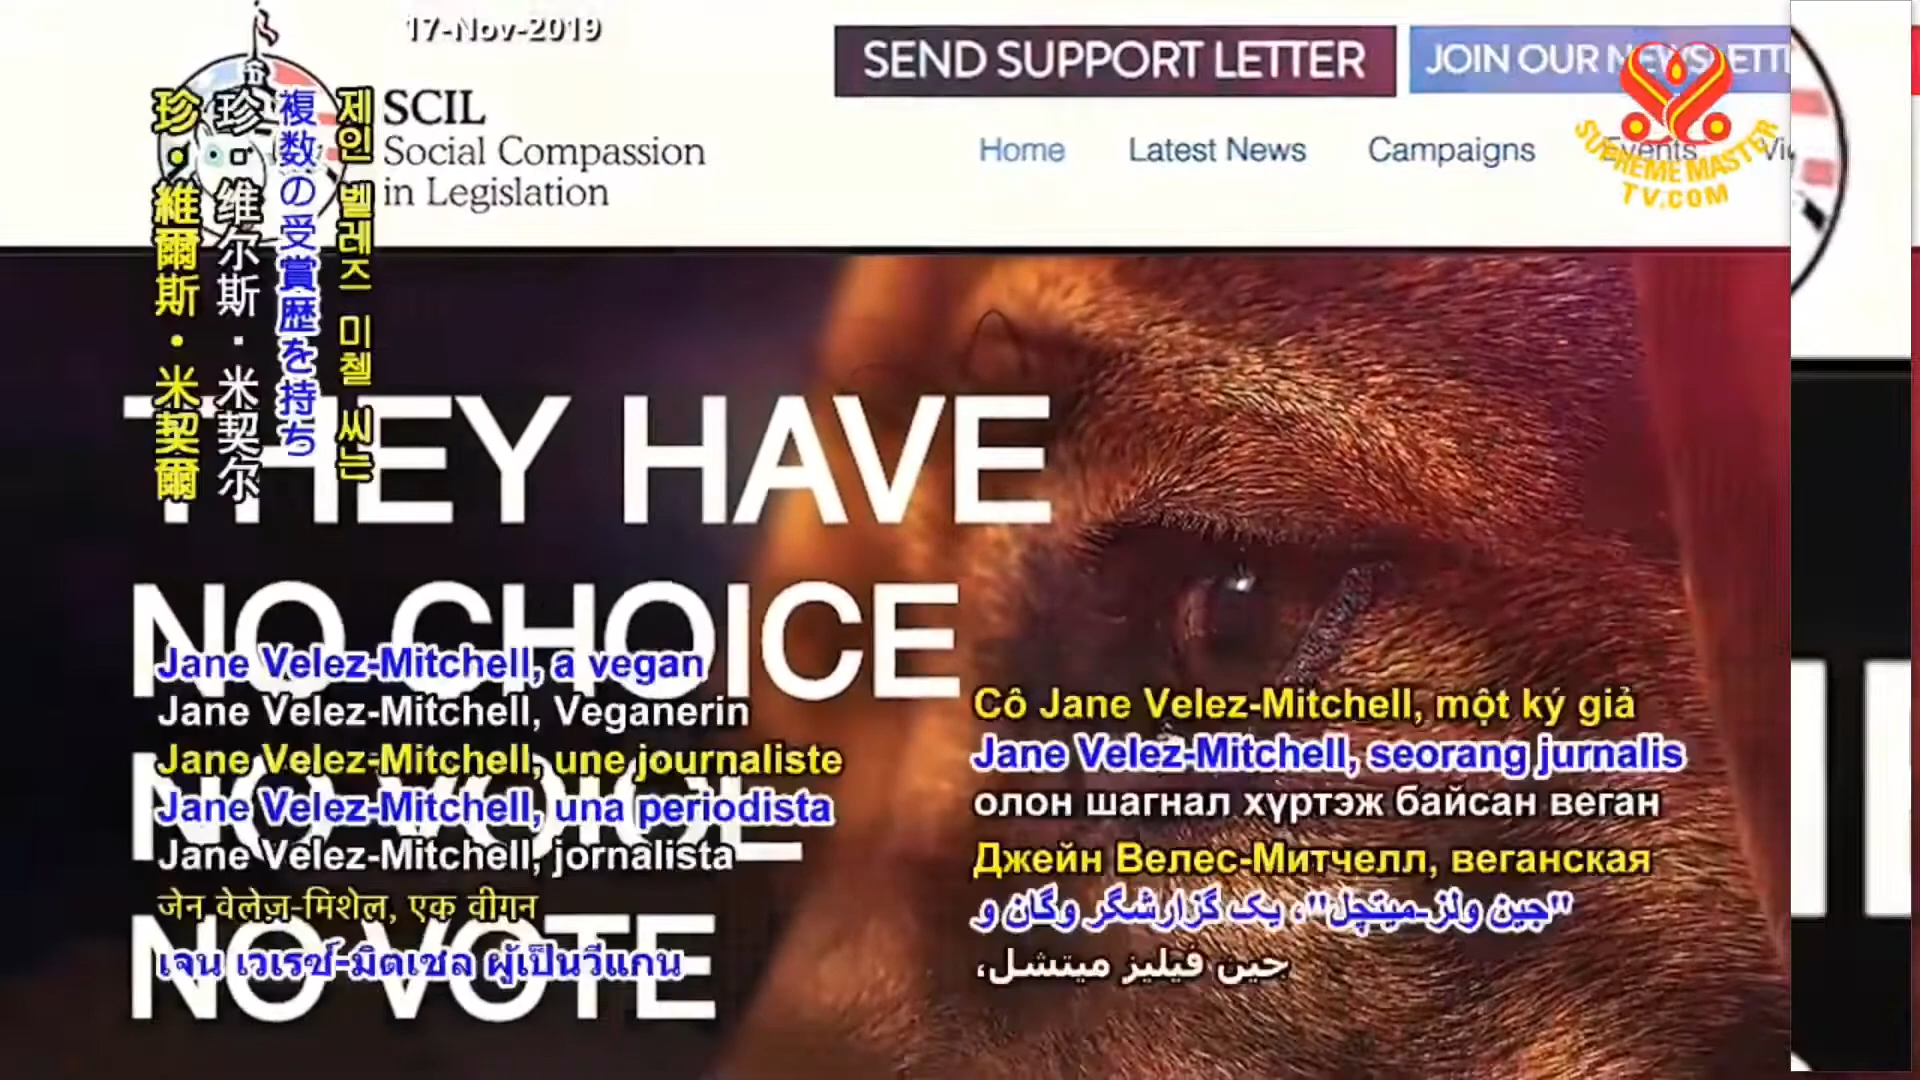 17-Nov-2019
SCIL
Social Compassion
in Legislation
SEND SUPPORT LETTER
JOIN OUR NEWSLETT
Home
Latest News
Campaigns
Events
SUPREME MASTER
TV.COM
珍・維爾斯・米契爾
珍・维尔斯・米契尔
複数の受賞歴を持ち
제인 벨레즈 미첼 씨는
THEY HAVE
NO CHOICE
NO VOICE
NO VOTE
Jane Velez-Mitchell, a vegan
Jane Velez-Mitchell, Veganerin
Jane Velez-Mitchell, une journaliste
Jane Velez-Mitchell, una periodista
Jane Velez-Mitchell, jornalista
जेन वेलेज़-मिशेल, एक वीगन
เจน เวเรซ์-มิตเชล ผู้เป็นวีแกน
Cô Jane Velez-Mitchell, một ký giả
Jane Velez-Mitchell, seorang jurnalis
олон шагнал хүртэж байсан веган
Джейн Велес-Митчелл, веганская
"جین ولز-میتچل"، یک گزارشگر وگان و
جين فيليز ميتشل،